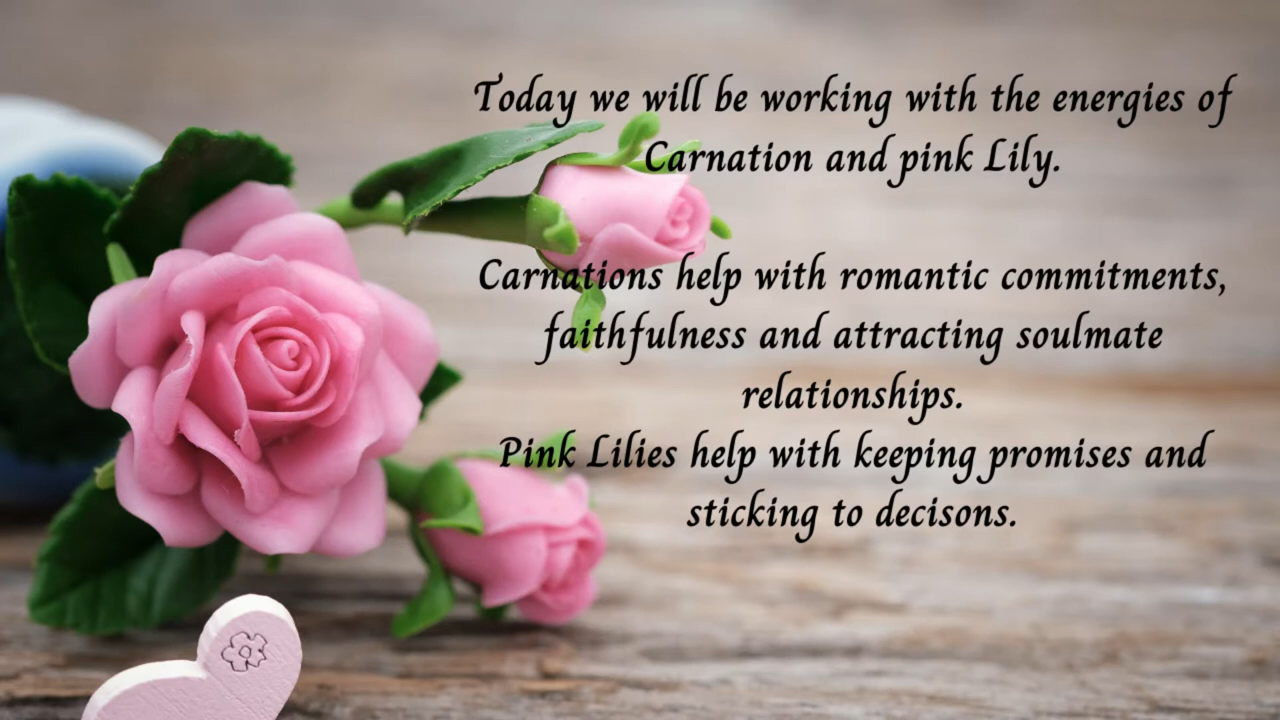 Today we will be working with the energies of
Carnation and pink Lily.
Carnations help with romantic commitments,
faithfulness and attracting soulmate
relationships.
Pink Lilies help with keeping promises and
sticking to decisons.